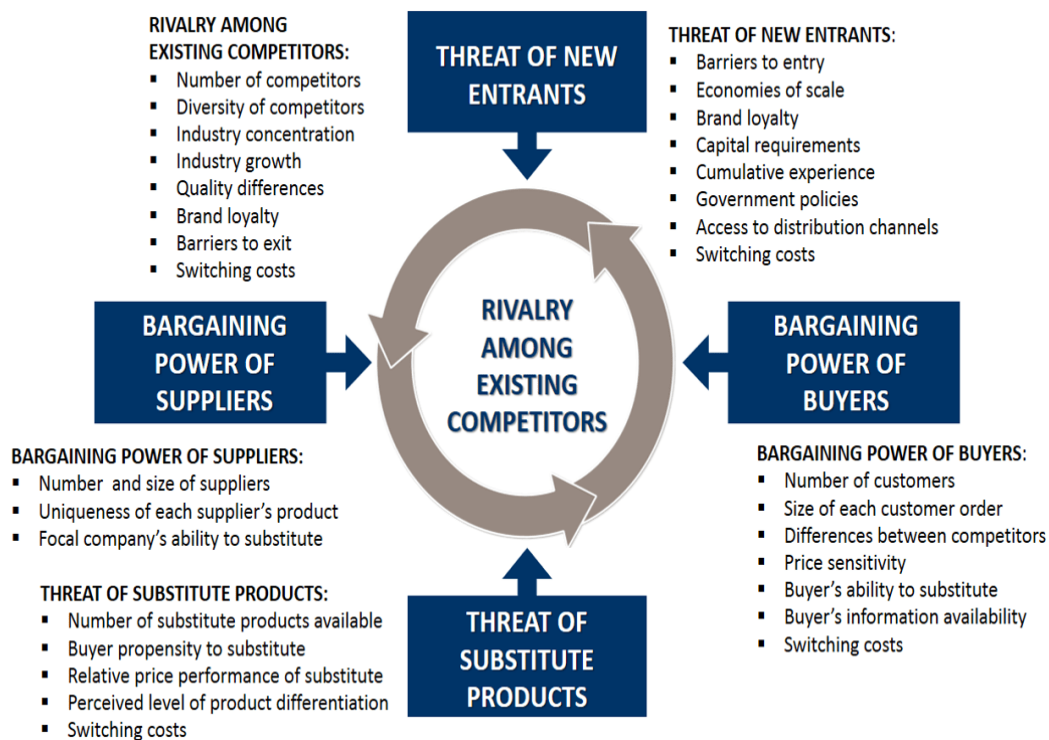 RIVALRY AMONG
EXISTING COMPETITORS:
▪ Number of competitors
▪ Diversity of competitors
▪ Industry concentration
▪ Industry growth
▪ Quality differences
▪ Brand loyalty
▪ Barriers to exit
▪ Switching costs
THREAT OF NEW
ENTRANTS
THREAT OF NEW ENTRANTS:
▪ Barriers to entry
▪ Economies of scale
▪ Brand loyalty
▪ Capital requirements
▪ Cumulative experience
▪ Government policies
▪ Access to distribution channels
▪ Switching costs
BARGAINING
POWER OF
SUPPLIERS
RIVALRY
AMONG
EXISTING
COMPETITORS
BARGAINING
POWER OF
BUYERS
BARGAINING POWER OF SUPPLIERS:
▪ Number and size of suppliers
▪ Uniqueness of each supplier's product
▪ Focal company's ability to substitute
BARGAINING POWER OF BUYERS:
▪ Number of customers
▪ Size of each customer order
▪ Differences between competitors
▪ Price sensitivity
▪ Buyer's ability to substitute
▪ Buyer's information availability
▪ Switching costs
THREAT OF SUBSTITUTE PRODUCTS:
▪ Number of substitute products available
▪ Buyer propensity to substitute
▪ Relative price performance of substitute
▪ Perceived level of product differentiation
▪ Switching costs
THREAT OF
SUBSTITUTE
PRODUCTS